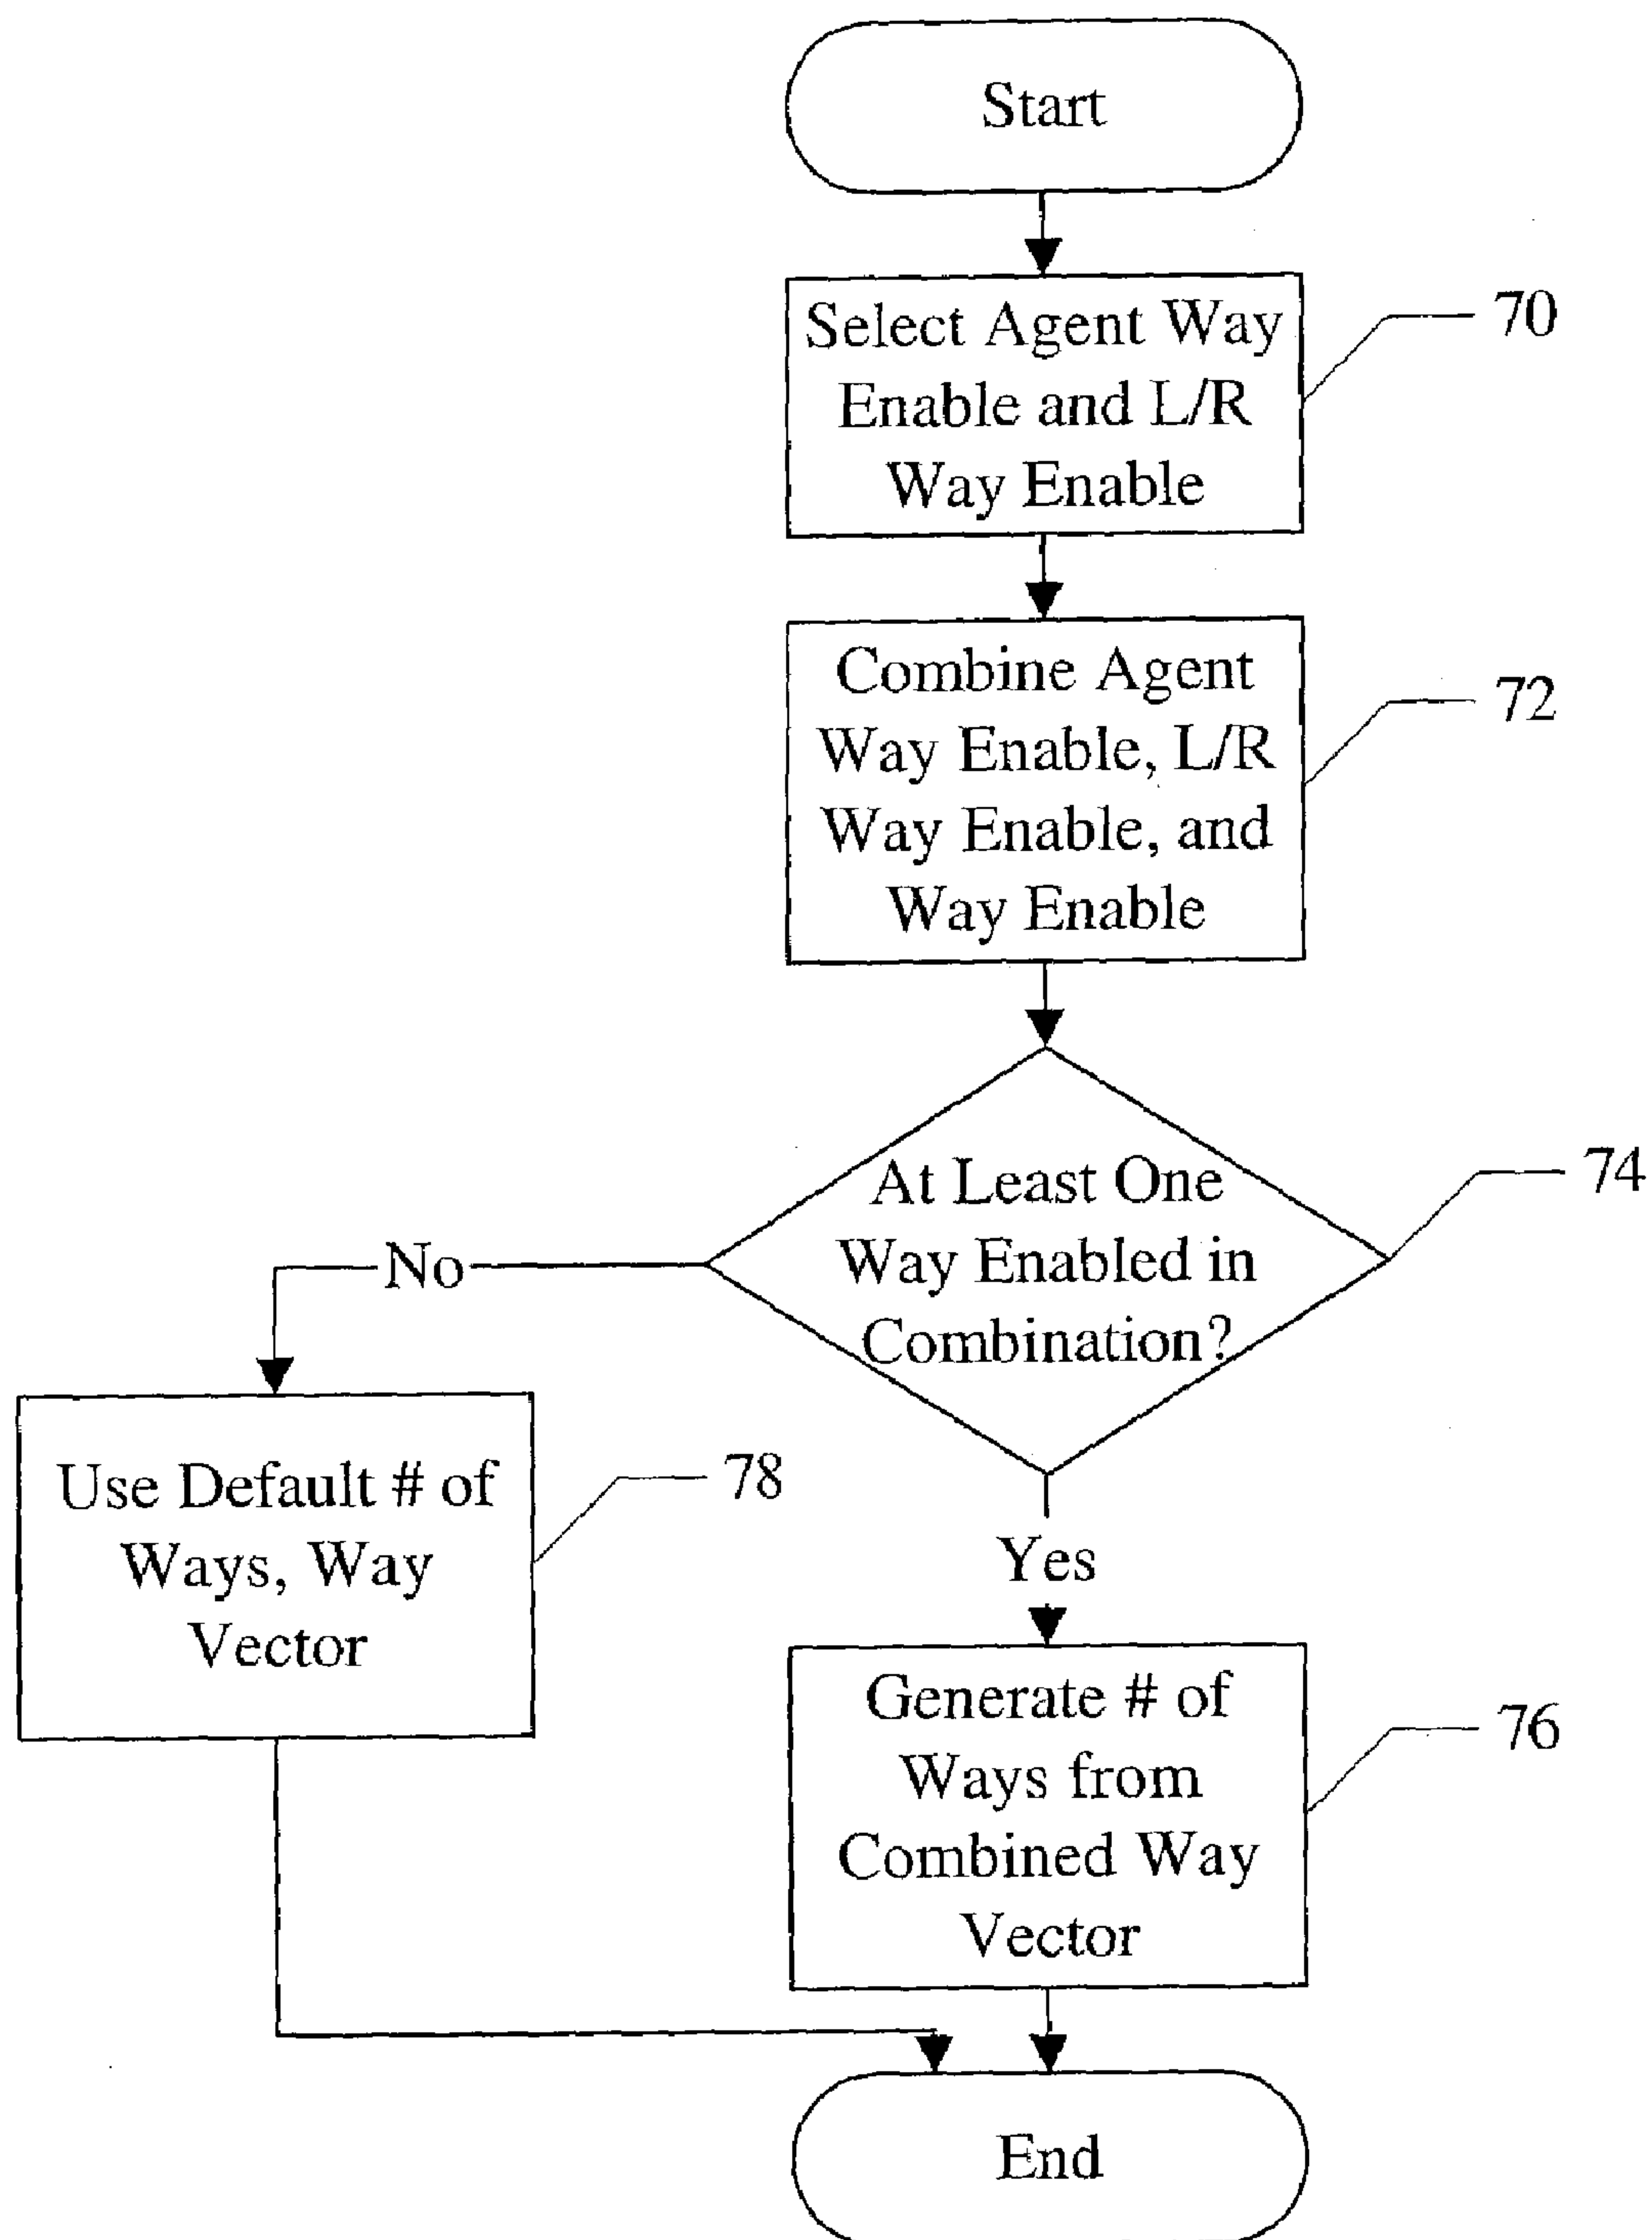 Start
Select Agent Way
Enable and L/R
Way Enable
70
Combine Agent
Way Enable, L/R
Way Enable, and
Way Enable
72
At Least One
Way Enabled in
Combination?
74
No
Use Default # of
Ways, Way
Vector
78
Yes
Generate # of
Ways from
Combined Way
Vector
76
End